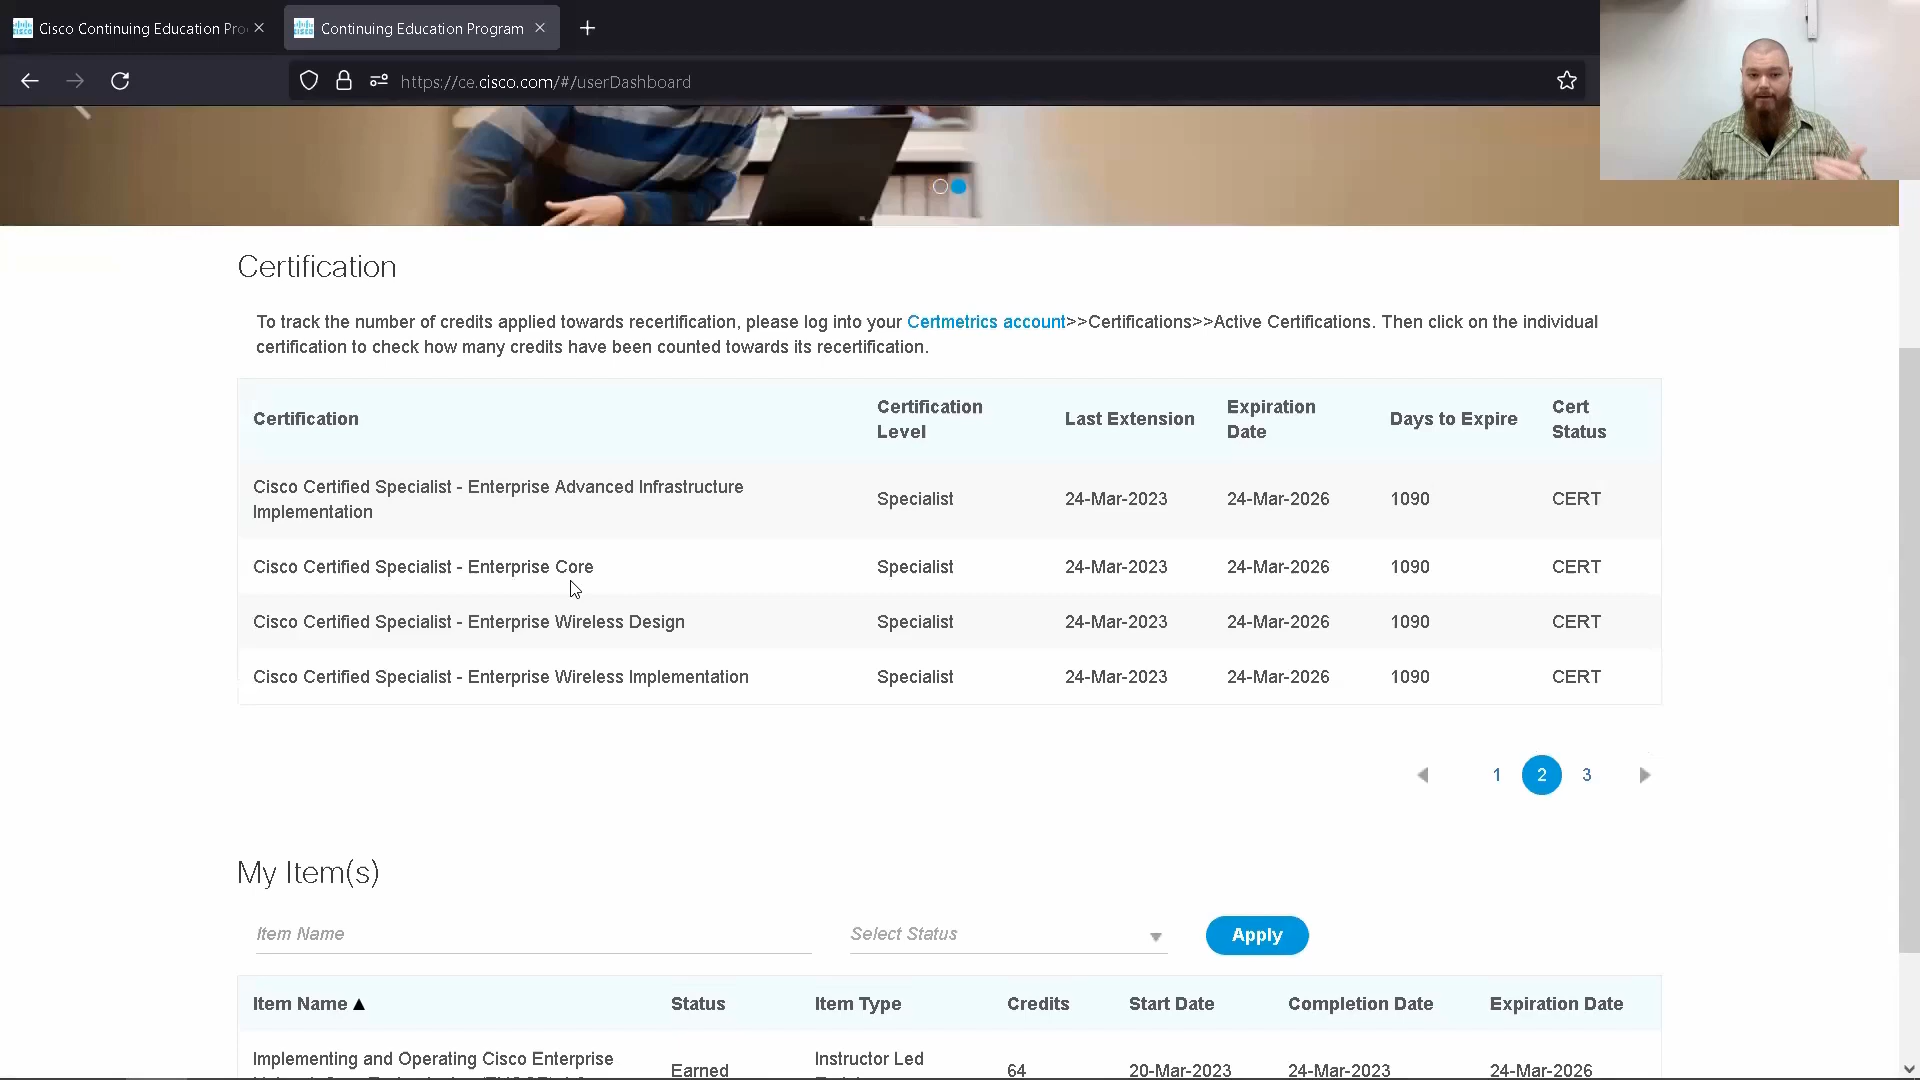 Cisco Continuing Education Pro
Continuing Education Program
https://ce.cisco.com/#/userDashboard
Certification
To track the number of credits applied towards recertification, please log into your Certmetrics account>>Certifications>>Active Certifications. Then click on the individual
certification to check how many credits have been counted towards its recertification.
Certification Certification Level Last Extension Expiration Date Days to Expire Cert Status
Cisco Certified Specialist - Enterprise Advanced Infrastructure Implementation Specialist 24-Mar-2023 24-Mar-2026 1090 CERT
Cisco Certified Specialist - Enterprise Core Specialist 24-Mar-2023 24-Mar-2026 1090 CERT
Cisco Certified Specialist - Enterprise Wireless Design Specialist 24-Mar-2023 24-Mar-2026 1090 CERT
Cisco Certified Specialist - Enterprise Wireless Implementation Specialist 24-Mar-2023 24-Mar-2026 1090 CERT
1 2 3
My Item(s)
Item Name Select Status Apply
Item Name ▲ Status Item Type Credits Start Date Completion Date Expiration Date
Implementing and Operating Cisco Enterprise Earned Instructor Led 64 20-Mar-2023 24-Mar-2023 24-Mar-2026